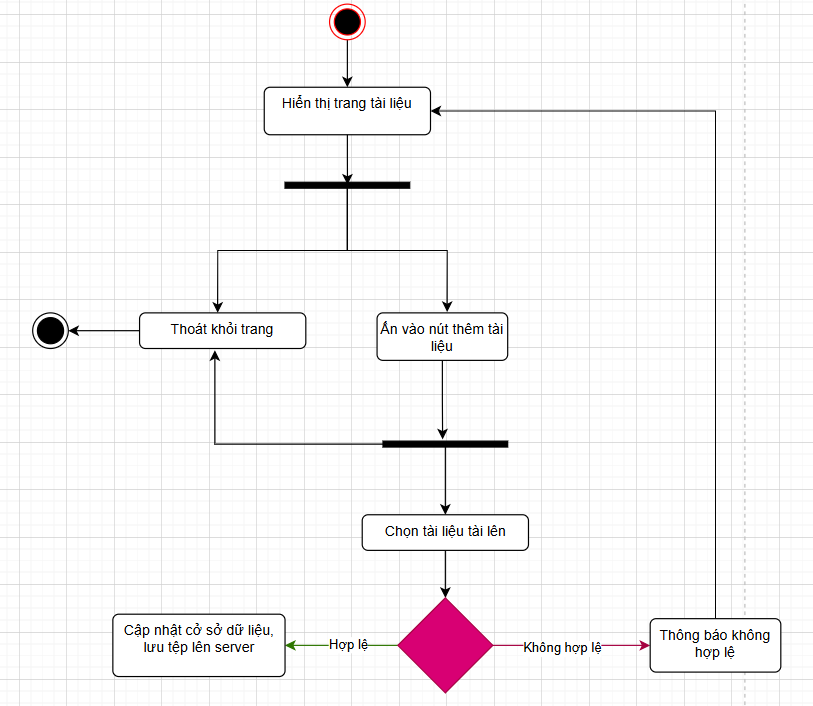 Hiển thị trang tài liệu
Thoát khỏi trang
Ấn vào nút thêm tài
liệu
Chọn tài liệu tải lên
Cập nhật cở sở dữ liệu,
lưu tệp lên server
Hợp lệ
Không hợp lệ
Thông báo không
hợp lệ